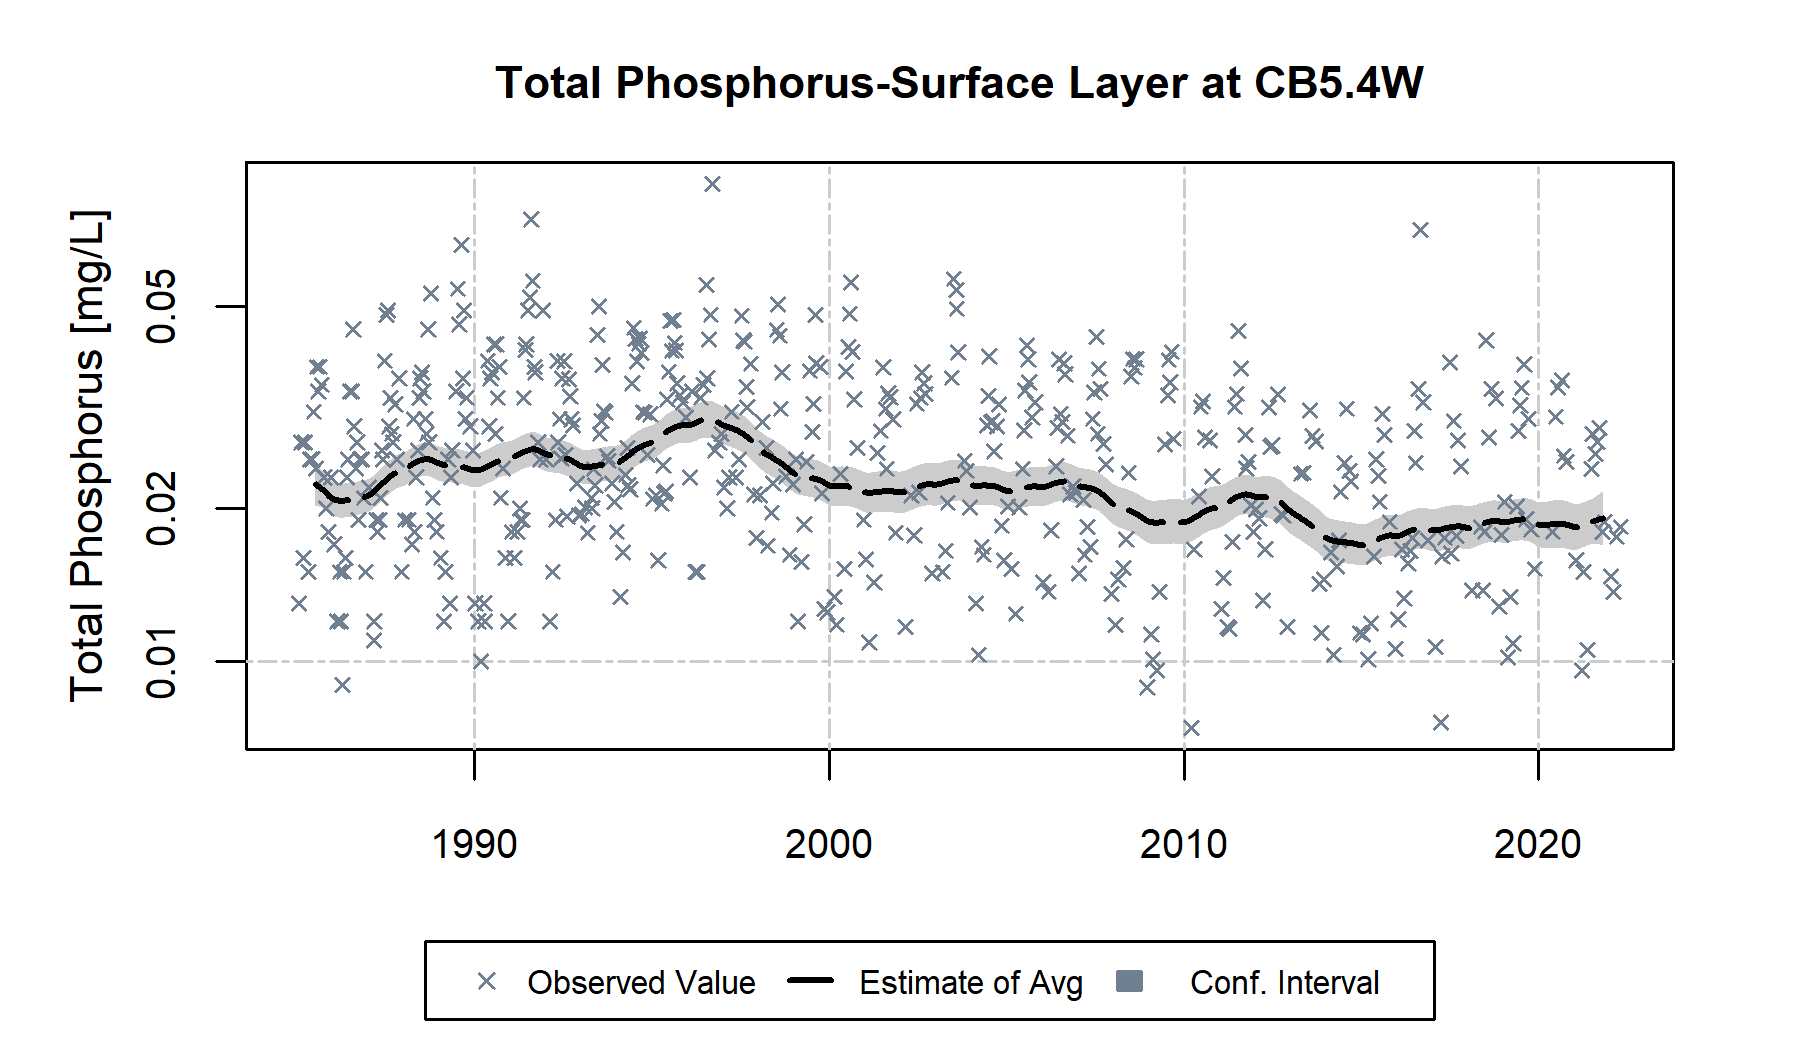 Total Phosphorus-Surface Layer at CB5.4W
Total Phosphorus [mg/L]
0.05
0.02
0.01
1990 2000 2010 2020
Observed Value Estimate of Avg Conf. Interval